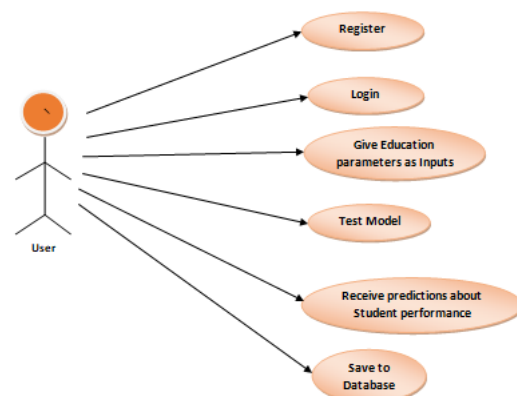 Register
Login
Give Education
parameters as Inputs
Test Model
User
Receive predictions about
Student performance
Save to
Database